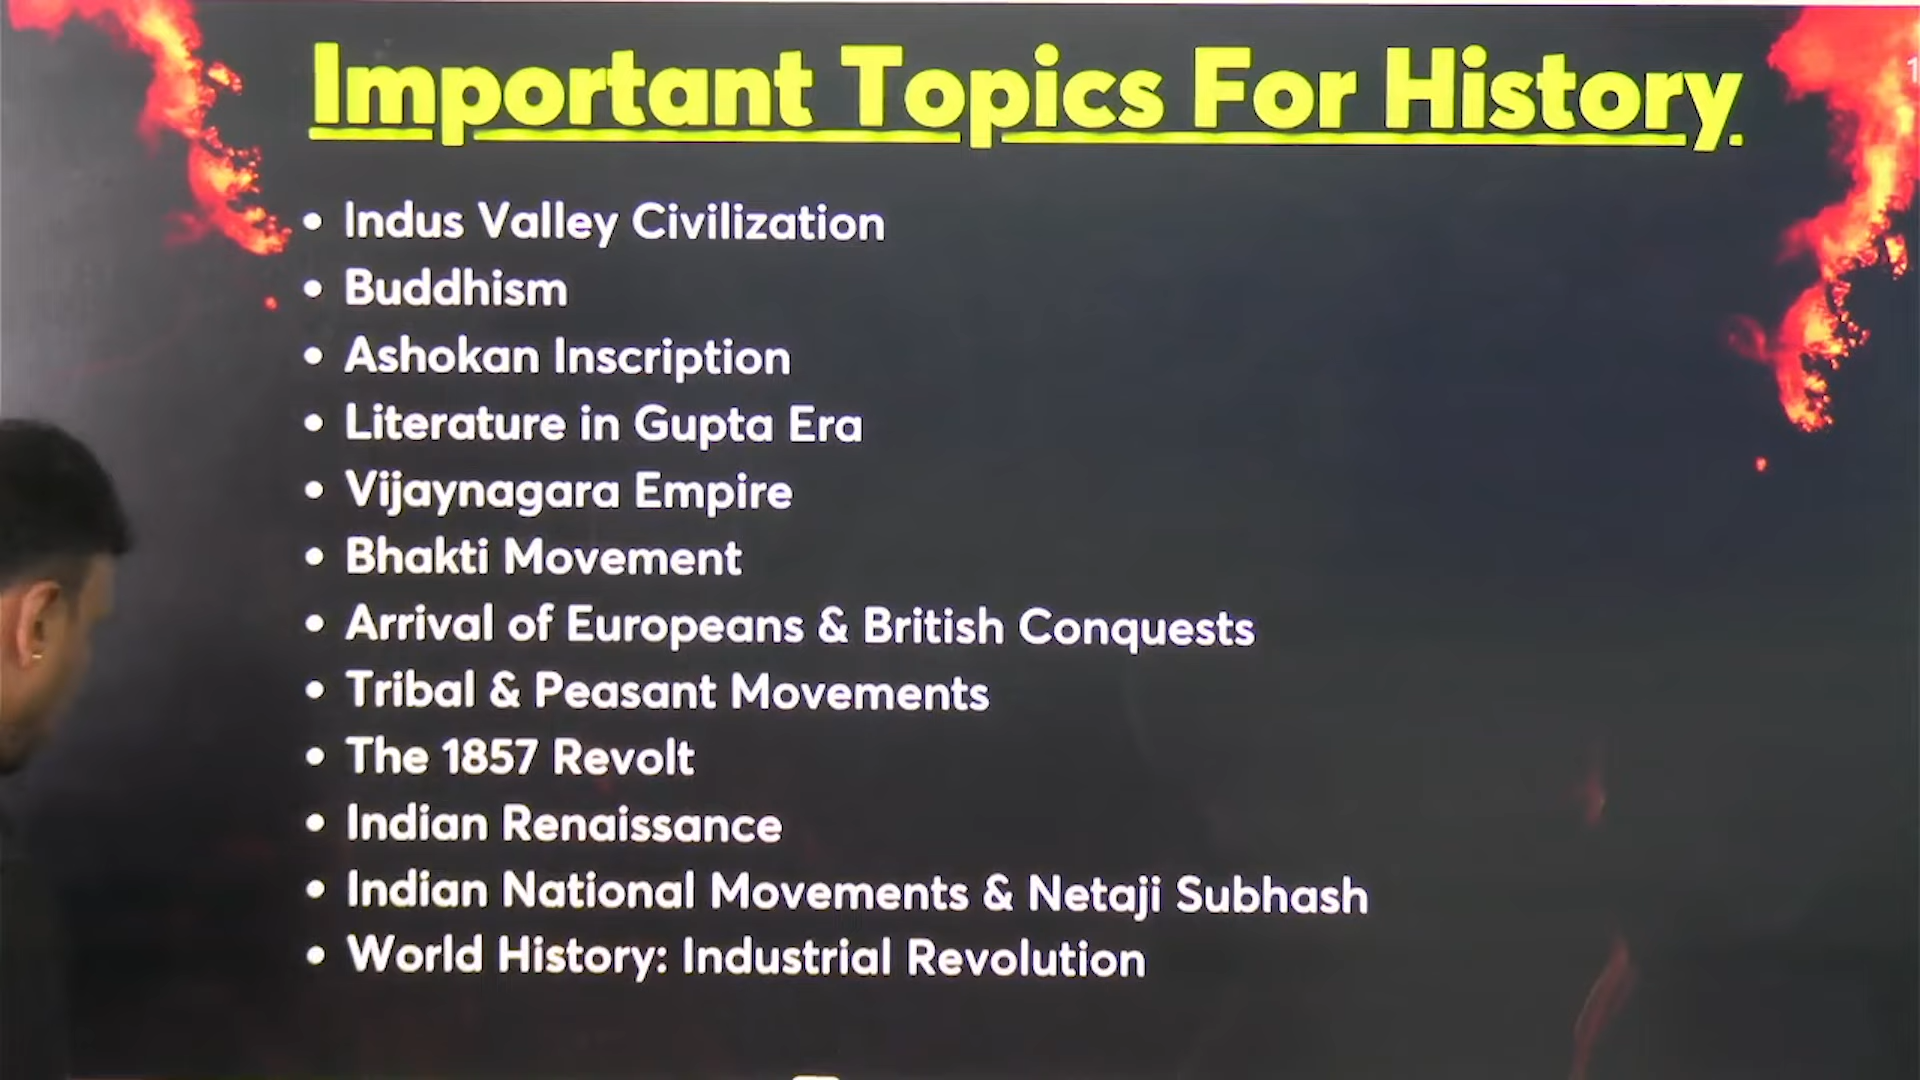 Important Topics For History
• Indus Valley Civilization
• Buddhism
• Ashokan Inscription
• Literature in Gupta Era
• Vijaynagara Empire
• Bhakti Movement
• Arrival of Europeans & British Conquests
• Tribal & Peasant Movements
• The 1857 Revolt
• Indian Renaissance
• Indian National Movements & Netaji Subhash
• World History: Industrial Revolution